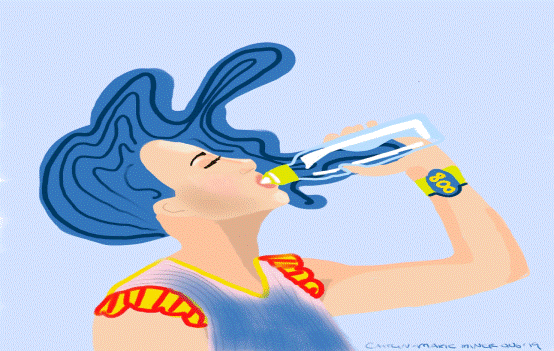 800
CAITLIN-MARIE MINER ONG '19